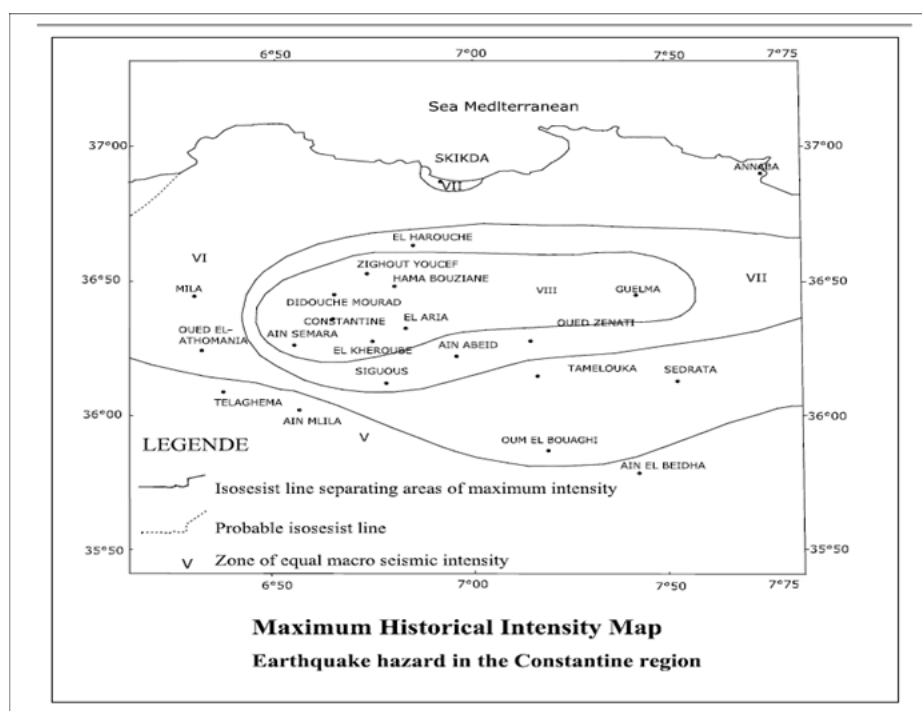 6°50 7°00 7°50 7°75
Sea Mediterranean
37°00 37°00
SKIKDA
VII
ANNABA
EL HAROUCHE
VI
ZIGHOUT YOUCEF
HAMA BOUZIANE
VII
36°50 36°50
MILA
VIII
GUELMA
DIDOUCHE MOURAD
CONSTANTINE
EL ARIA
OUED ZENATI
OUED EL-
ATHOMANIA
AIN SEMARA
EL KHEROUBE
AIN ABEID
SIGUOUS
TAMELOUKA
SEDRATA
TELAGHEMA
36°00 36°00
AIN MLILA
V
OUM EL BOUAGHI
LEGENDE
AIN EL BEIDHA
Isosesist line separating areas of maximum intensity
Probable isosesist line
35°50 35°50
V Zone of equal macro seismic intensity
6°50 7°00 7°50 7°75
Maximum Historical Intensity Map
Earthquake hazard in the Constantine region